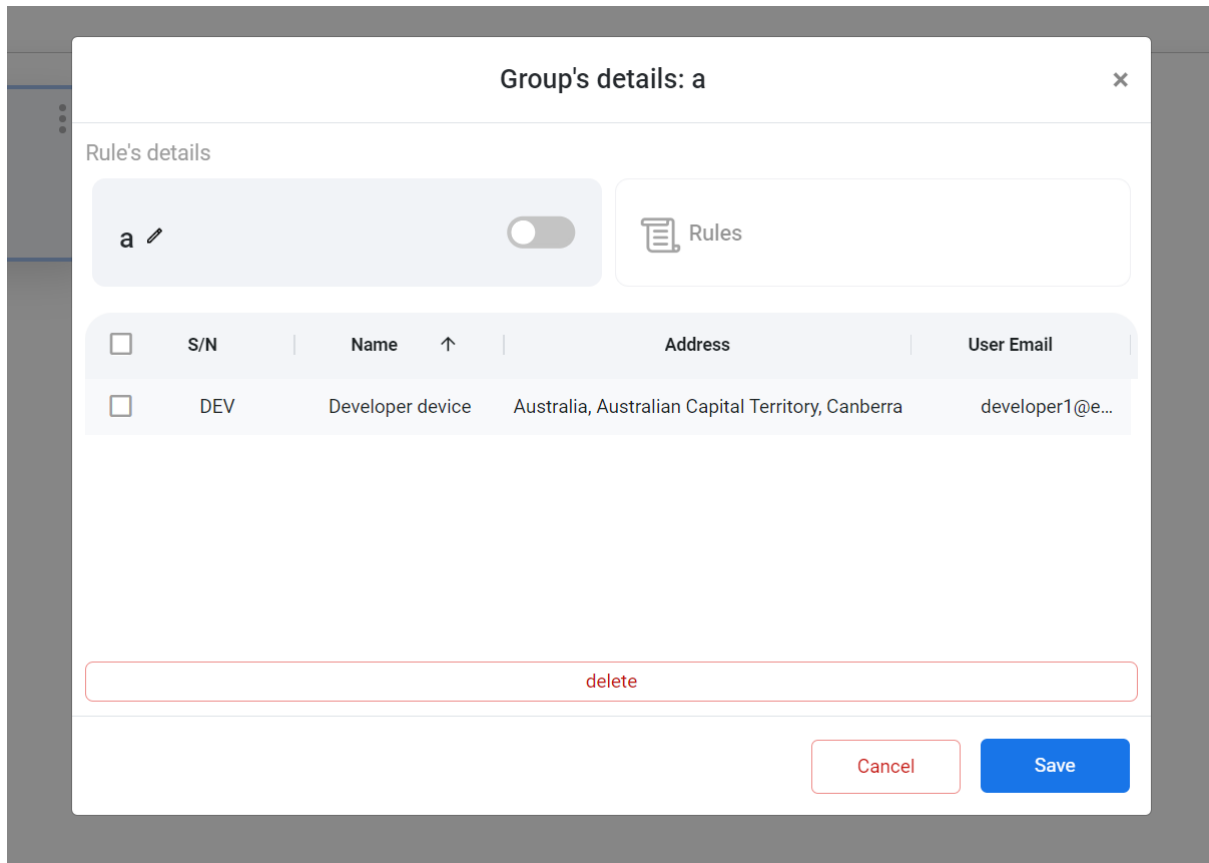 Group's details: a ×
Rule's details
a
Rules
S/N Name Address User Email
DEV Developer device Australia, Australian Capital Territory, Canberra developer1@e...
delete
Cancel Save